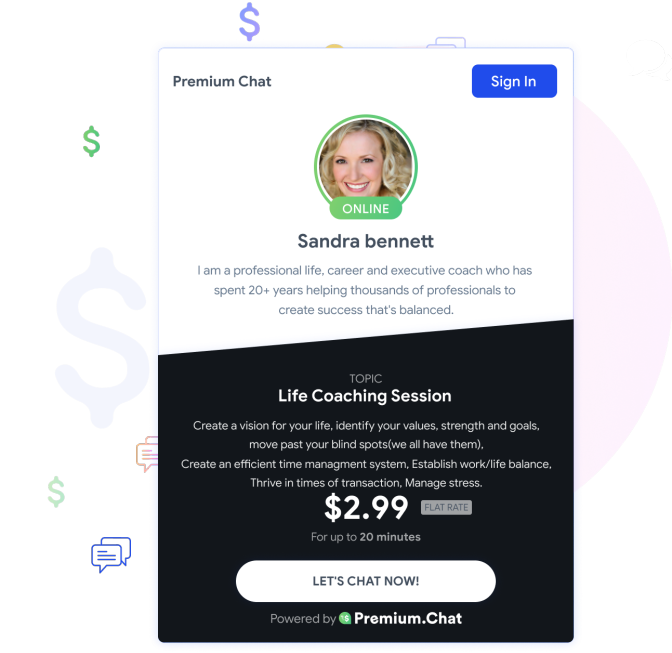 Premium Chat
Sign In
ONLINE
Sandra bennett
I am a professional life, career and executive coach who has
spent 20+ years helping thousands of professionals to
create success that's balanced.
TOPIC
Life Coaching Session
Create a vision for your life, identify your values, strength and goals,
move past your blind spots(we all have them),
Create an efficient time managment system, Establish work/life balance,
Thrive in times of transaction, Manage stress.
$2.99 FLAT RATE
For up to 20 minutes
LET'S CHAT NOW!
Powered by Premium.Chat